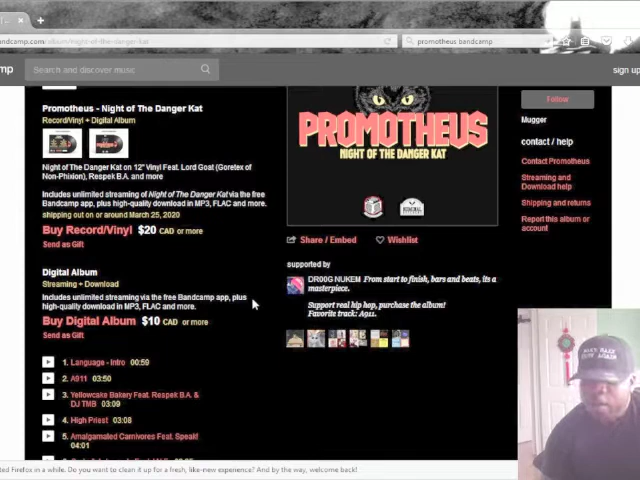 bandcamp.com/album/night-of-the-danger-kat
promotheus bandcamp
mp
Search and discover music
sign up
Promotheus - Night of The Danger Kat
Record/Vinyl + Digital Album
Night of The Danger Kat on 12" Vinyl Feat. Lord Goat (Goretex of
Non-Phixion), Respek B.A. and more
Includes unlimited streaming of Night of The Danger Kat via the free
Bandcamp app, plus high-quality download in MP3, FLAC and more.
shipping out on or around March 25, 2020
Buy Record/Vinyl $20 CAD or more
Send as Gift
Digital Album
Streaming + Download
Includes unlimited streaming via the free Bandcamp app, plus
high-quality download in MP3, FLAC and more.
Buy Digital Album $10 CAD or more
Send as Gift
1. Language - Intro 00:59
2. A911 03:50
3. Yellowcake Bakery Feat. Respek B.A. &
DJ TMB 03:09
4. High Priest 03:08
5. Amalgamated Carnivores Feat. Speak!
04:01
PROMOTHEUS
NIGHT OF THE DANGER KAT
Share / Embed
Wishlist
supported by
DR00G NUKEM From start to finish, bars and beats, its a
masterpiece.
Support real hip hop, purchase the album!
Favorite track: A911.
Follow
Mugger
contact / help
Contact Promotheus
Streaming and
Download help
Shipping and returns
Report this album or
account
ted Firefox in a while. Do you want to clean it up for a fresh, like-new experience? And by the way, welcome back!